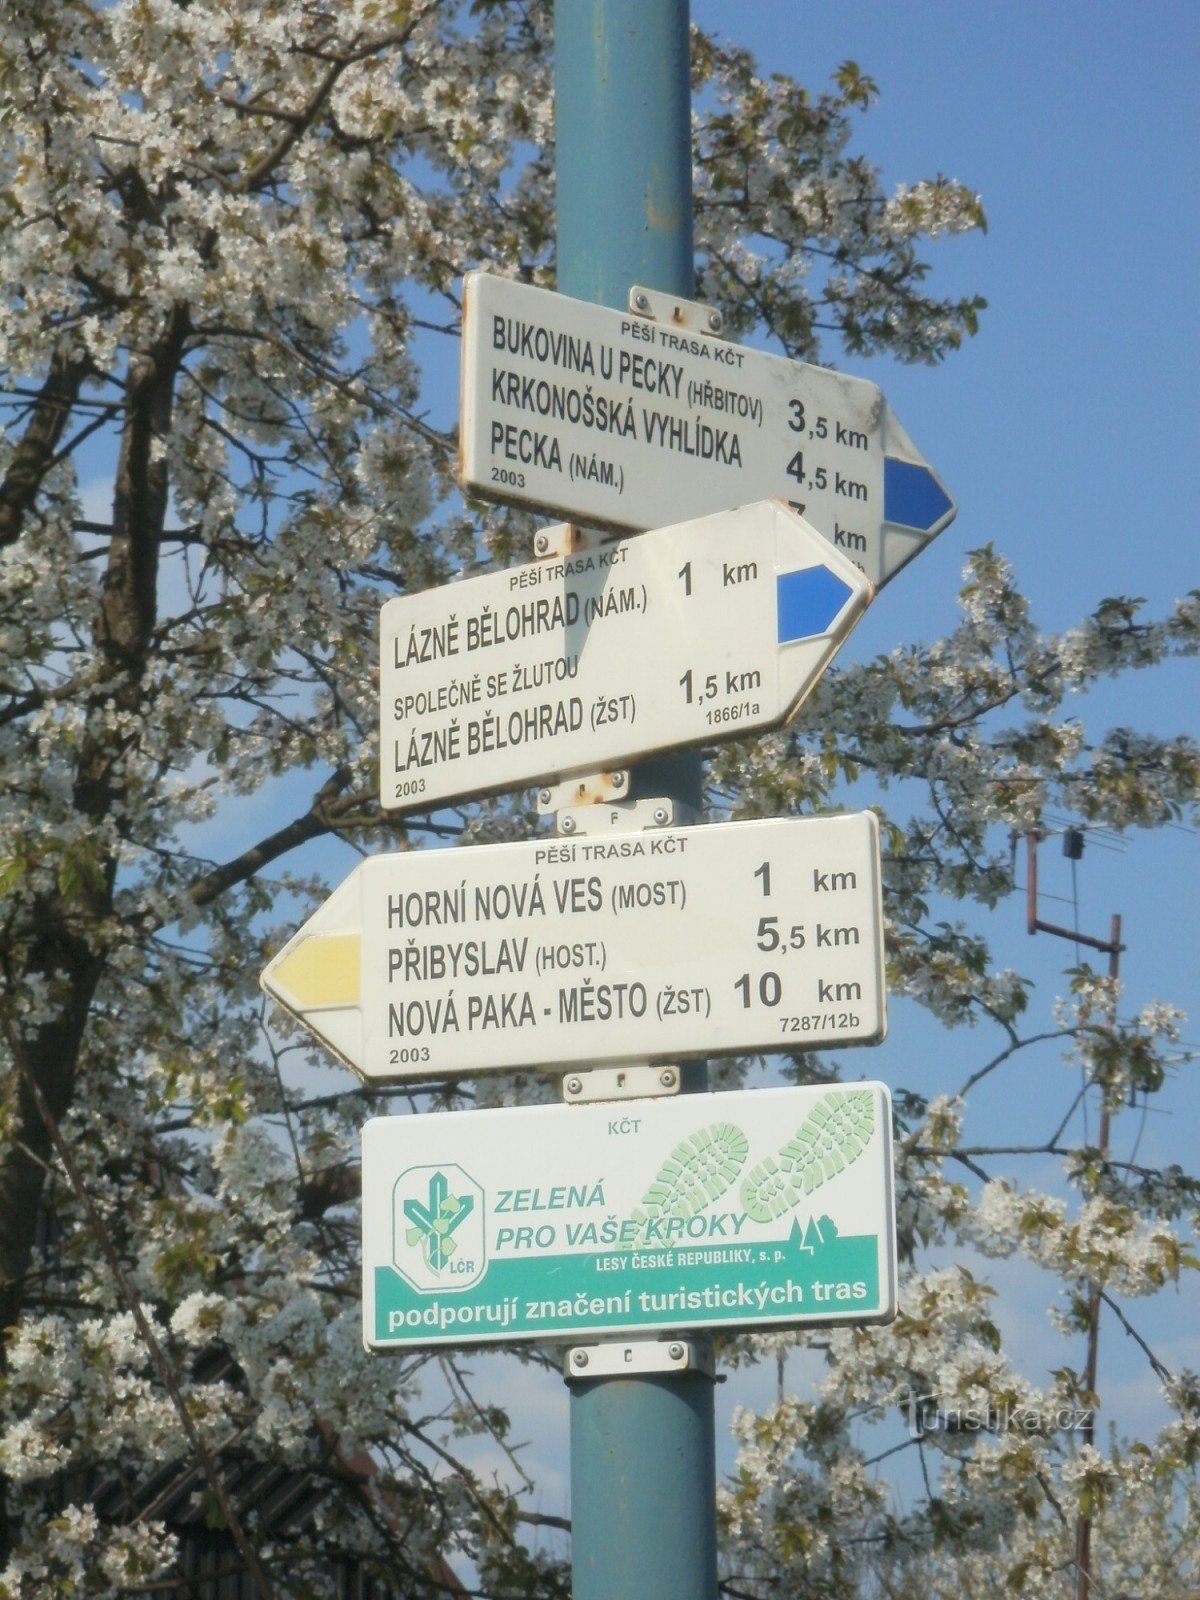 PĚŠÍ TRASA KČT
BUKOVINA U PECKY (HŘBITOV) 3,5 km
KRKONOŠSKÁ VYHLÍDKA 4,5 km
PECKA (NÁM.) 7 km
2003
PĚŠÍ TRASA KČT
LÁZNĚ BĚLOHRAD (NÁM.) 1 km
SPOLEČNĚ SE ŽLUTOU
LÁZNĚ BĚLOHRAD (ŽST) 1,5 km
2003 1866/1a
PĚŠÍ TRASA KČT
HORNÍ NOVÁ VES (MOST) 1 km
PŘIBYSLAV (HOST.) 5,5 km
NOVÁ PAKA - MĚSTO (ŽST) 10 km
2003 7287/12b
KČT
ZELENÁ
PRO VAŠE KROKY
LČR
LESY ČESKÉ REPUBLIKY, s. p.
podporují značení turistických tras
Turistika.cz